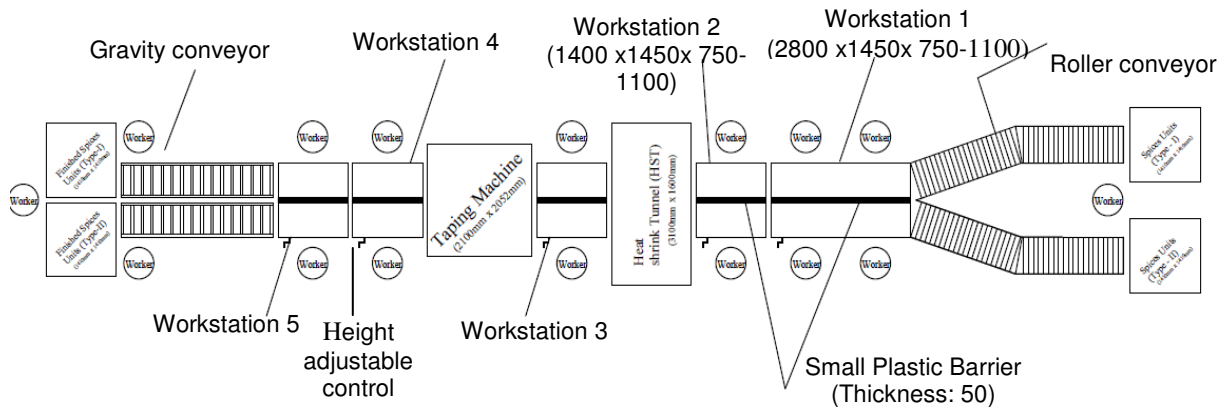 Gravity conveyor
Workstation 4
Workstation 2
(1400 x1450x 750-
1100)
Workstation 1
(2800 x1450x 750-1100)
Roller conveyor
Finished Spices
Units (Type-I)
Worker
Worker
Worker
Worker
Worker
Worker
Worker
Spices Units
(Type - I)
Worker
Taping Machine
(2100mm x 2052mm)
Heat
shrink Tunnel (HST)
(3100mm x 1600mm)
Worker
Finished Spices
Units (Type-II)
Worker
Worker
Worker
Worker
Worker
Worker
Worker
Spices Units
(Type - II)
Workstation 5
Height
adjustable
control
Workstation 3
Small Plastic Barrier
(Thickness: 50)